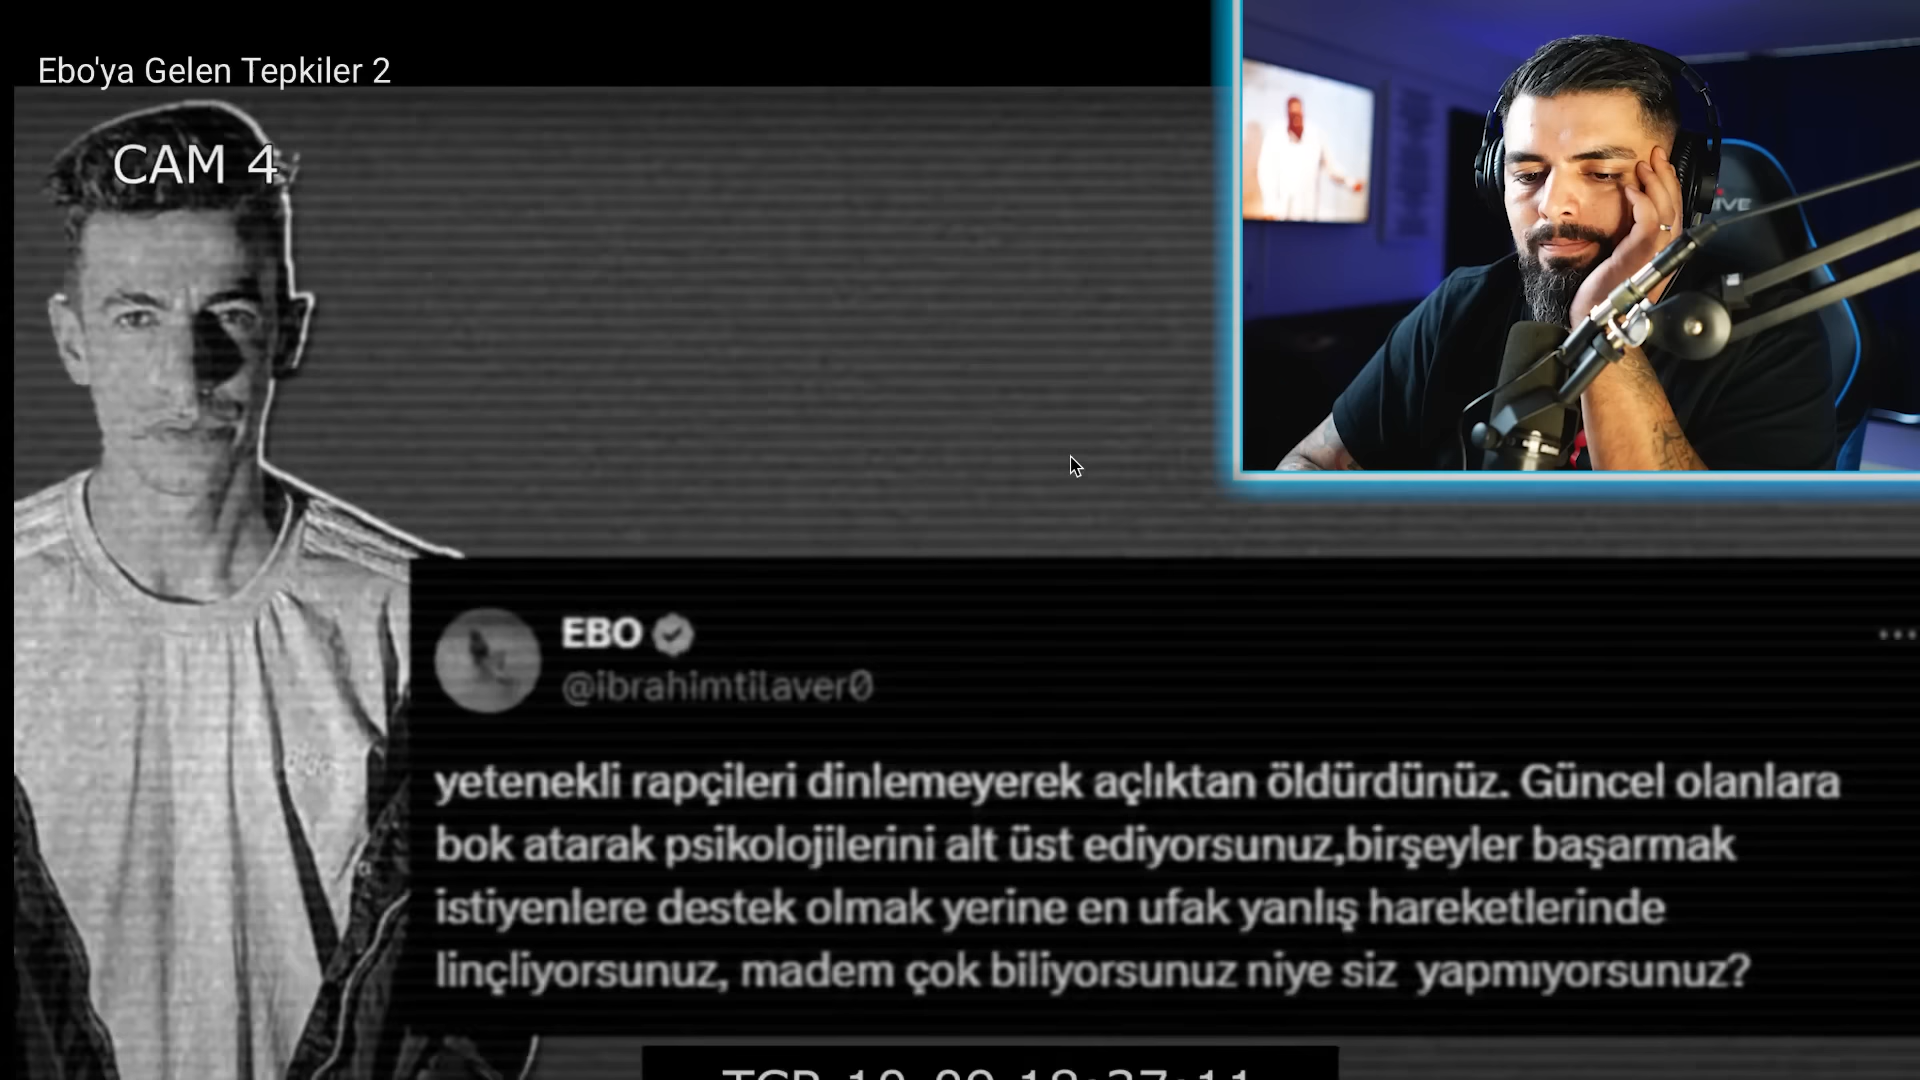 Ebo'ya Gelen Tepkiler 2
CAM 4
EBO
@ibrahimtilaver0
yetenekli rapçileri dinlemeyerek açlıktan öldürdünüz. Güncel olanlara
bok atarak psikolojilerini alt üst ediyorsunuz,birşeyler başarmak
istiyenlere destek olmak yerine en ufak yanlış hareketlerinde
linçliyorsunuz, madem çok biliyorsunuz niye siz yapmıyorsunuz?